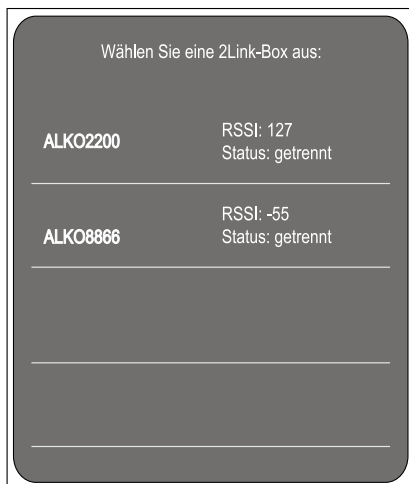 Wählen Sie eine 2Link-Box aus:
ALKO2200
RSSI: 127
Status: getrennt
ALKO8866
RSSI: -55
Status: getrennt